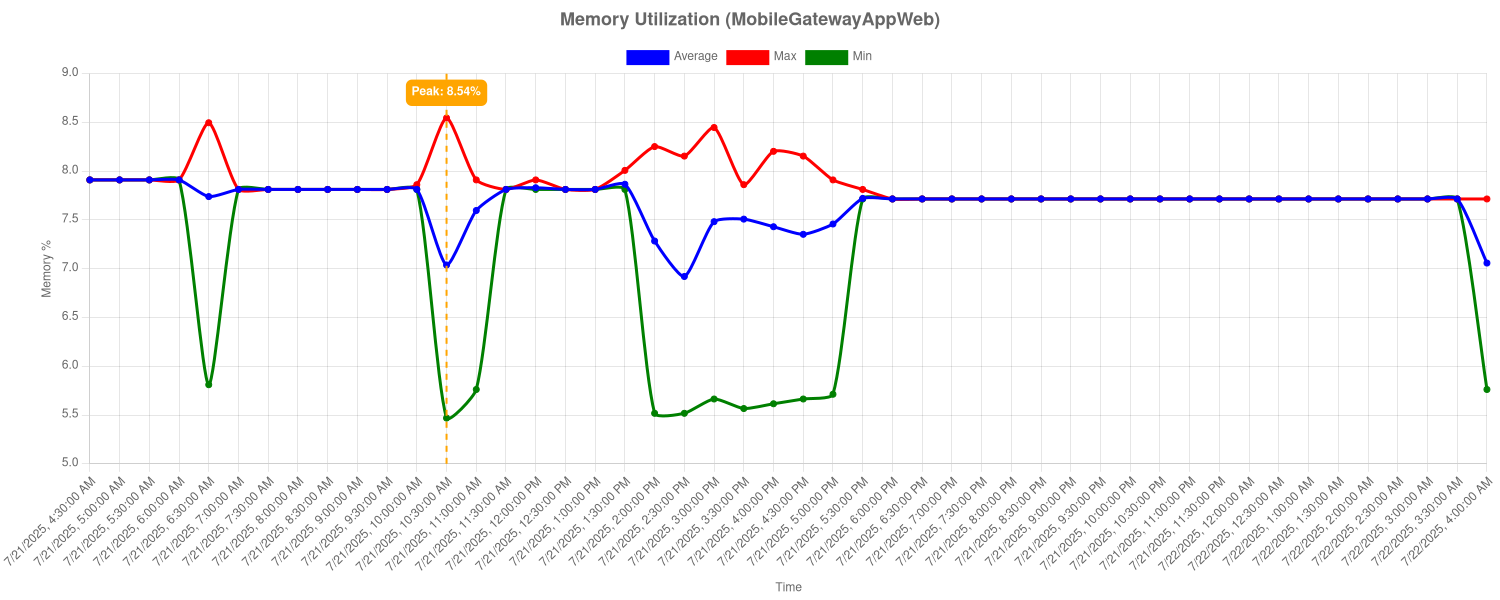 Memory Utilization (MobileGatewayAppWeb)
Average Max Min
Peak: 8.54%
9.0
8.5
8.0
7.5
7.0
6.5
6.0
5.5
5.0
Memory %
7/21/2025, 4:30:00 AM
7/21/2025, 5:00:00 AM
7/21/2025, 5:30:00 AM
7/21/2025, 6:00:00 AM
7/21/2025, 6:30:00 AM
7/21/2025, 7:00:00 AM
7/21/2025, 7:30:00 AM
7/21/2025, 8:00:00 AM
7/21/2025, 8:30:00 AM
7/21/2025, 9:00:00 AM
7/21/2025, 9:30:00 AM
7/21/2025, 10:00:00 AM
7/21/2025, 10:30:00 AM
7/21/2025, 11:00:00 AM
7/21/2025, 11:30:00 AM
7/21/2025, 12:00:00 PM
7/21/2025, 12:30:00 PM
7/21/2025, 1:00:00 PM
7/21/2025, 1:30:00 PM
7/21/2025, 2:00:00 PM
7/21/2025, 2:30:00 PM
7/21/2025, 3:00:00 PM
7/21/2025, 3:30:00 PM
7/21/2025, 4:00:00 PM
7/21/2025, 4:30:00 PM
7/21/2025, 5:00:00 PM
7/21/2025, 5:30:00 PM
7/21/2025, 6:00:00 PM
7/21/2025, 6:30:00 PM
7/21/2025, 7:00:00 PM
7/21/2025, 7:30:00 PM
7/21/2025, 8:00:00 PM
7/21/2025, 8:30:00 PM
7/21/2025, 9:00:00 PM
7/21/2025, 9:30:00 PM
7/21/2025, 10:00:00 PM
7/21/2025, 10:30:00 PM
7/21/2025, 11:00:00 PM
7/21/2025, 11:30:00 PM
7/22/2025, 12:00:00 AM
7/22/2025, 12:30:00 AM
7/22/2025, 1:00:00 AM
7/22/2025, 1:30:00 AM
7/22/2025, 2:00:00 AM
7/22/2025, 2:30:00 AM
7/22/2025, 3:00:00 AM
7/22/2025, 3:30:00 AM
7/22/2025, 4:00:00 AM
Time